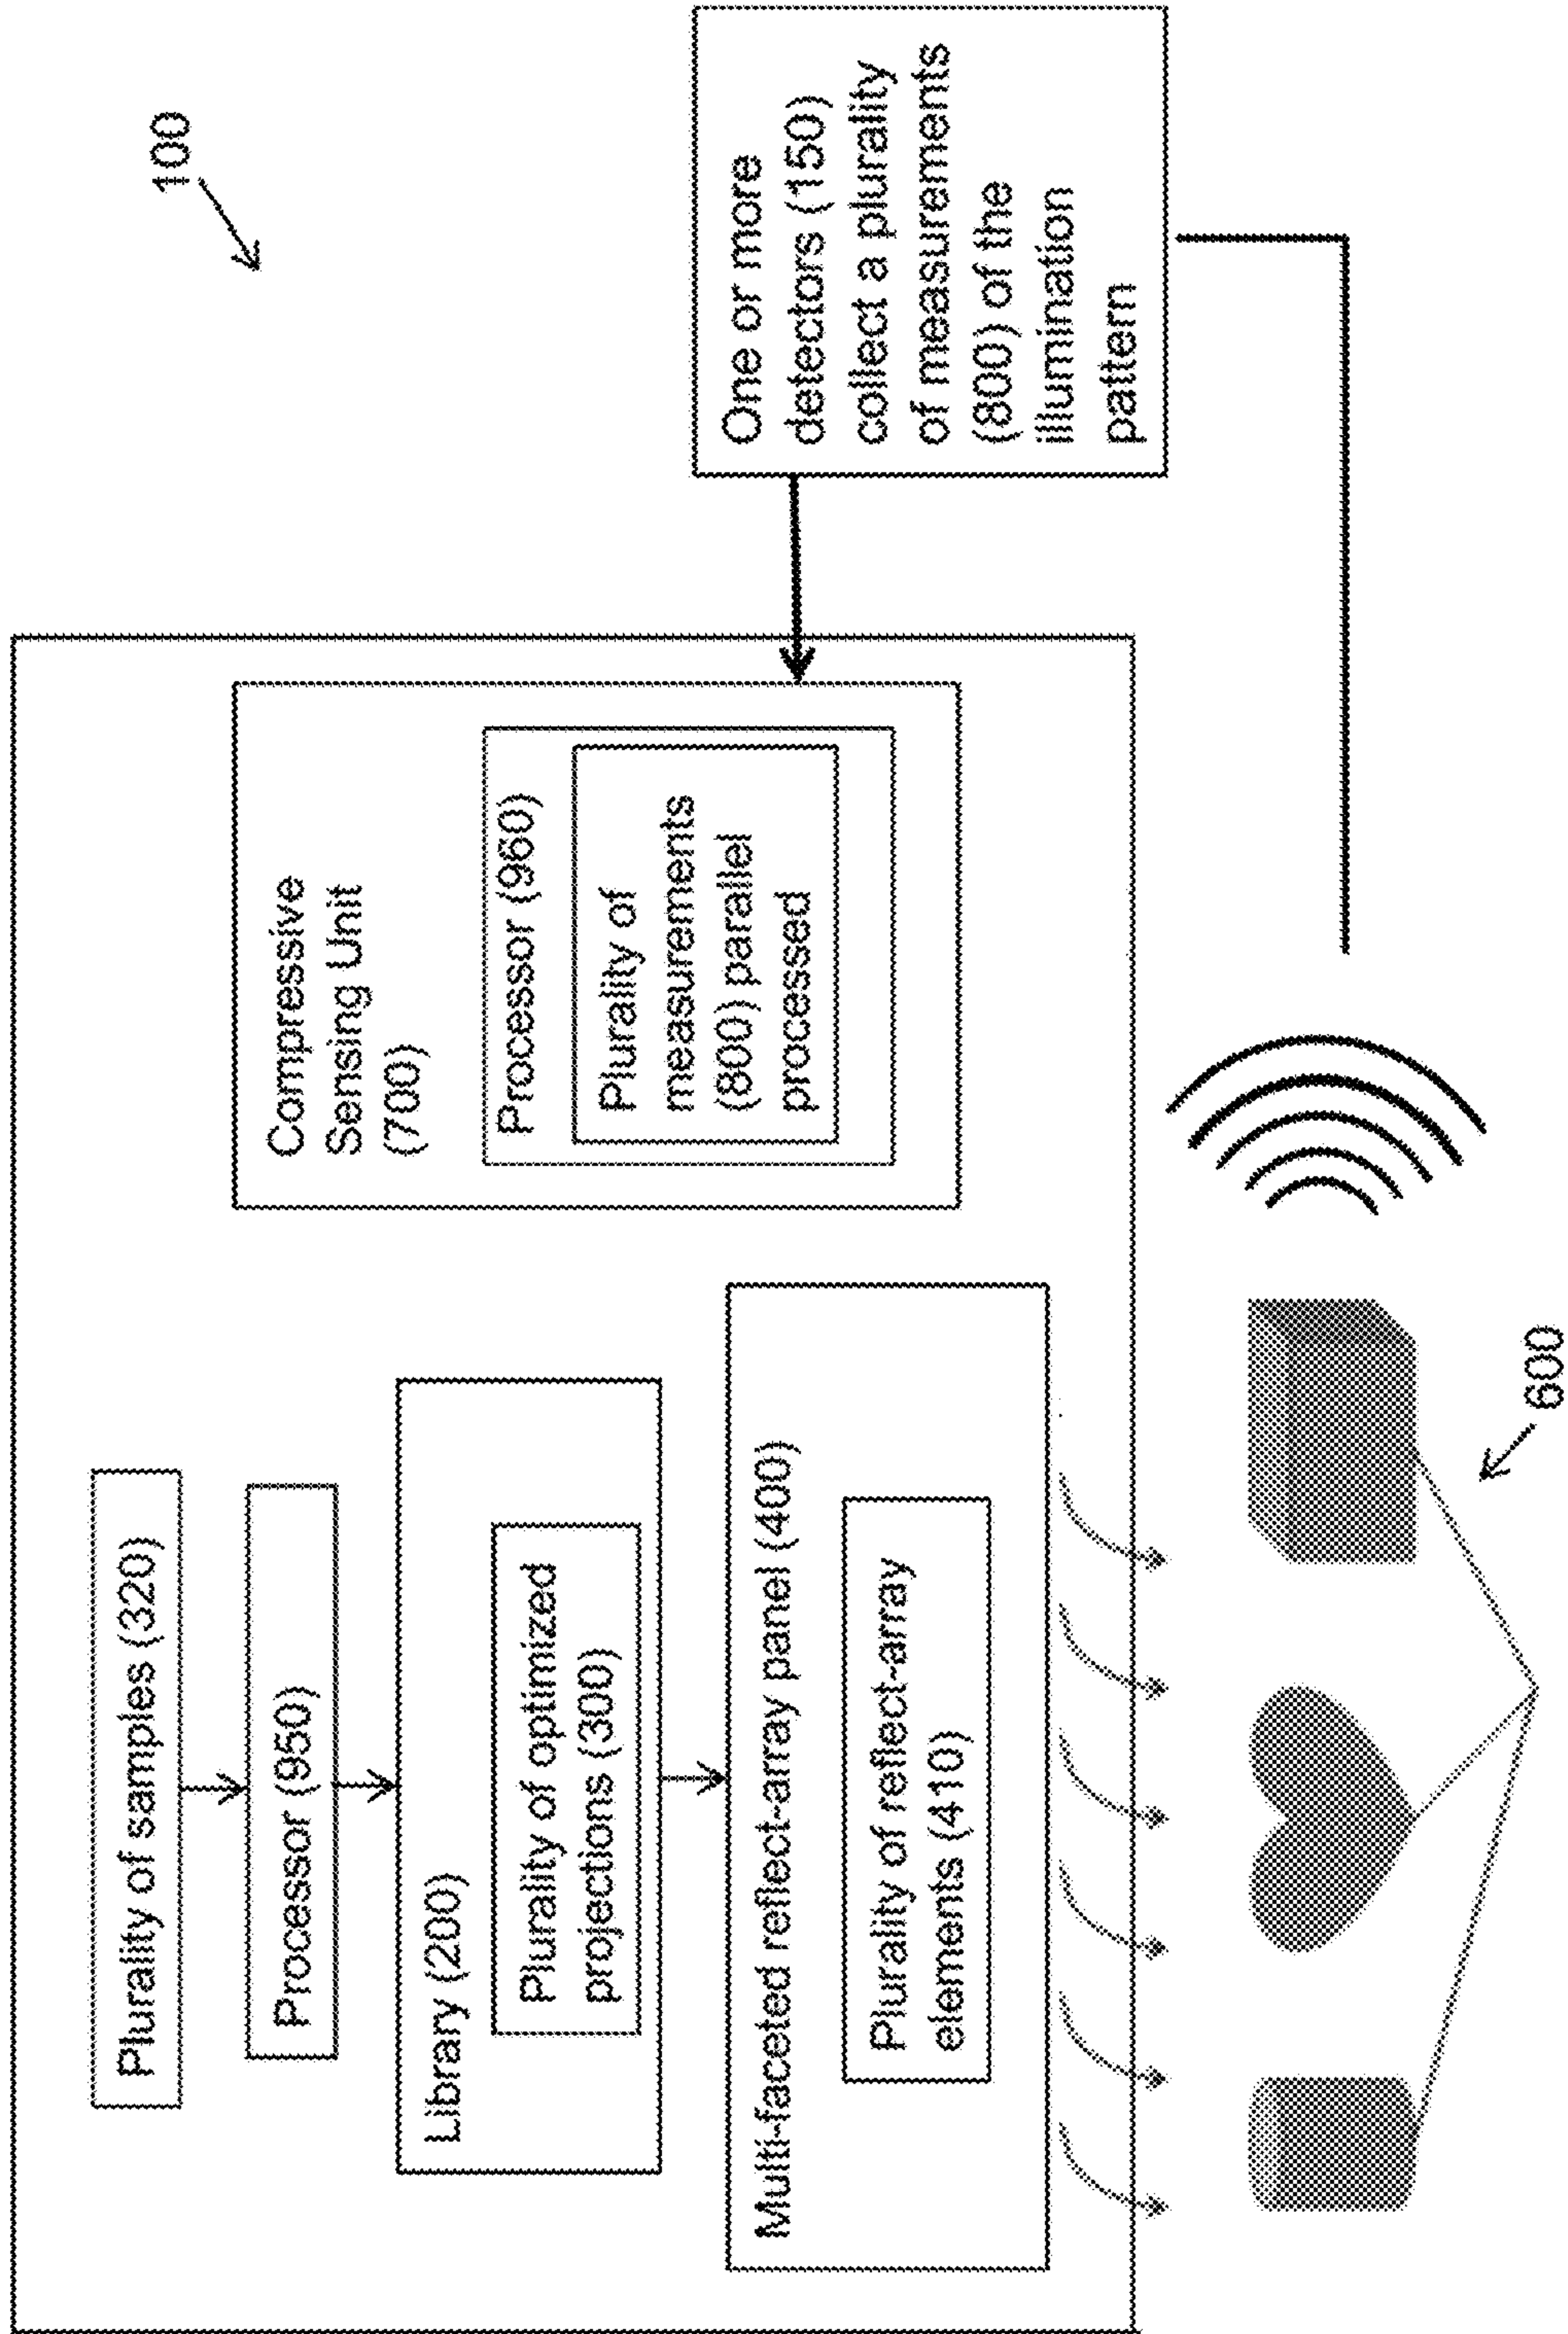 100
Plurality of samples (320)
Processor (950)
Library (200)
Plurality of optimized
projections (300)
Multi-faceted reflect-array panel (400)
Plurality of reflect-array
elements (410)
Compressive
Sensing Unit
(700)
Processor (960)
Plurality of
measurements
(800) parallel
processed
One or more
detectors (150)
collect a plurality
of measurements
(800) of the
illumination
pattern
600